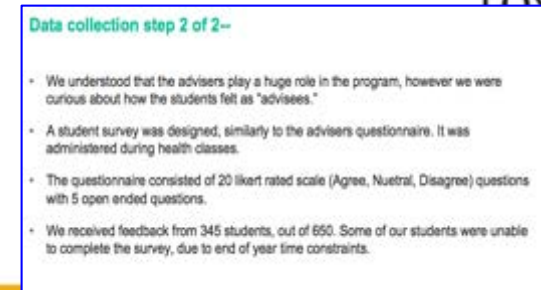 Data collection step 2 of 2--
• We understood that the advisers play a huge role in the program, however we were
curious about how the students felt as "advisees."
• A student survey was designed, similarly to the advisers questionnaire. It was
administered during health classes.
• The questionnaire consisted of 20 likert rated scale (Agree, Nuetral, Disagree) questions
with 5 open ended questions.
• We received feedback from 345 students, out of 650. Some of our students were unable
to complete the survey, due to end of year time constraints.